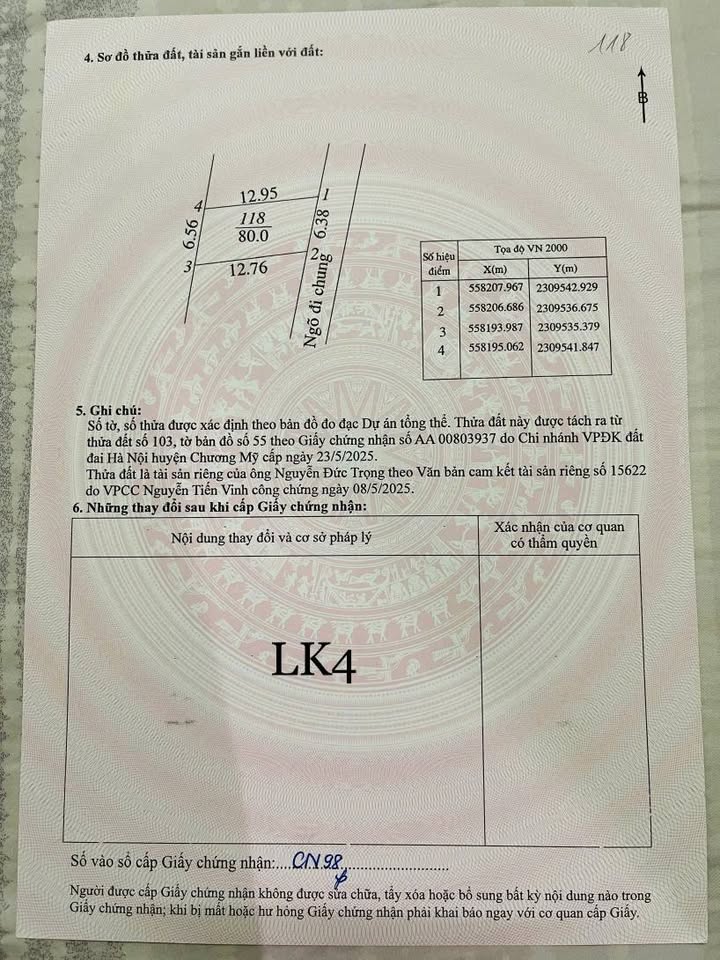 118
4. Sơ đồ thửa đất, tài sản gắn liền với đất:
B
12.95
1
4
118
80.0
6.56
6.38
2
3
12.76
Ngõ đi chung
Số hiệu điểm Tọa độ VN 2000
X(m) Y(m)
1 558207.967 2309542.929
2 558206.686 2309536.675
3 558193.987 2309535.379
4 558195.062 2309541.847
5. Ghi chú:
Số tờ, số thửa được xác định theo bản đồ đo đạc Dự án tổng thể. Thửa đất này được tách ra từ
thửa đất số 103, tờ bản đồ số 55 theo Giấy chứng nhận số AA 00803937 do Chi nhánh VPĐK đất
đai Hà Nội huyện Chương Mỹ cấp ngày 23/5/2025.
Thửa đất là tài sản riêng của ông Nguyễn Đức Trọng theo Văn bản cam kết tài sản riêng số 15622
do VPCC Nguyễn Tiến Vinh công chứng ngày 08/5/2025.
6. Những thay đổi sau khi cấp Giấy chứng nhận:
Nội dung thay đổi và cơ sở pháp lý
Xác nhận của cơ quan
có thẩm quyền
LK4
Số vào sổ cấp Giấy chứng nhận:....CN98............................
Người được cấp Giấy chứng nhận không được sửa chữa, tẩy xóa hoặc bổ sung bất kỳ nội dung nào trong
Giấy chứng nhận; khi bị mất hoặc hư hỏng Giấy chứng nhận phải khai báo ngay với cơ quan cấp Giấy.